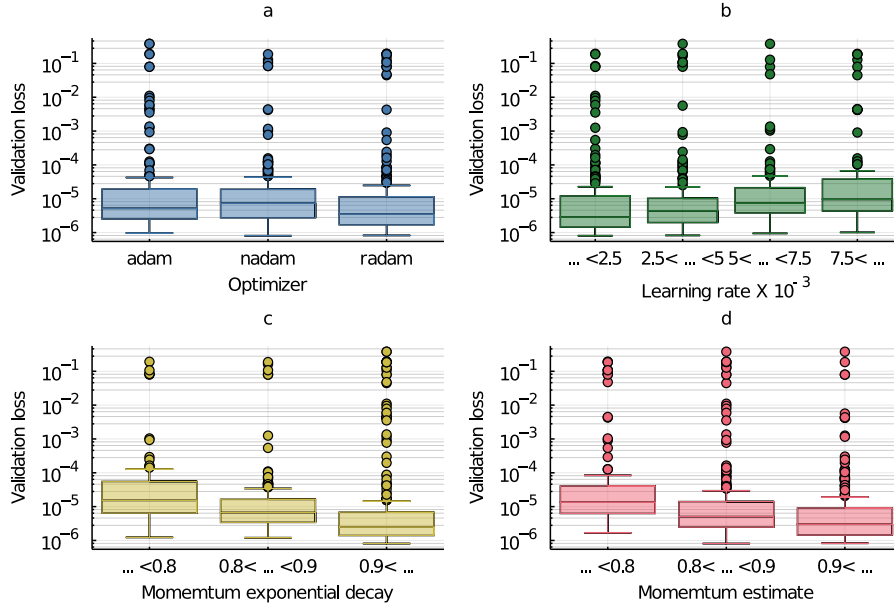 a
Validation loss
10⁻¹
10⁻²
10⁻³
10⁻⁴
10⁻⁵
10⁻⁶
adam nadam radam
Optimizer
b
Validation loss
10⁻¹
10⁻²
10⁻³
10⁻⁴
10⁻⁵
10⁻⁶
... <2.5 2.5< ... <5 5< ... <7.5 7.5< ...
Learning rate X 10⁻³
c
Validation loss
10⁻¹
10⁻²
10⁻³
10⁻⁴
10⁻⁵
10⁻⁶
... <0.8 0.8< ... <0.9 0.9< ...
Momemtum exponential decay
d
Validation loss
10⁻¹
10⁻²
10⁻³
10⁻⁴
10⁻⁵
10⁻⁶
... <0.8 0.8< ... <0.9 0.9< ...
Momemtum estimate